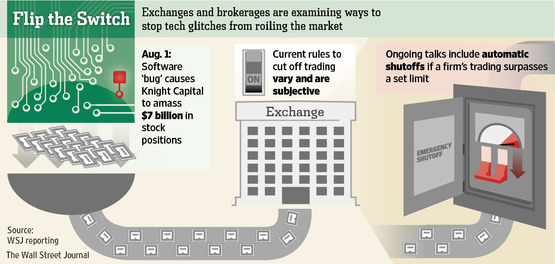 Flip the Switch
Exchanges and brokerages are examining ways to
stop tech glitches from roiling the market
Aug. 1:
Software
‘bug’ causes
Knight Capital
to amass
$7 billion in
stock
positions
ON
Current rules to
cut off trading
vary and are
subjective
Exchange
Ongoing talks include automatic
shutoffs if a firm’s trading surpasses
a set limit
EMERGENCY
SHUTOFF
Source:
WSJ reporting
The Wall Street Journal